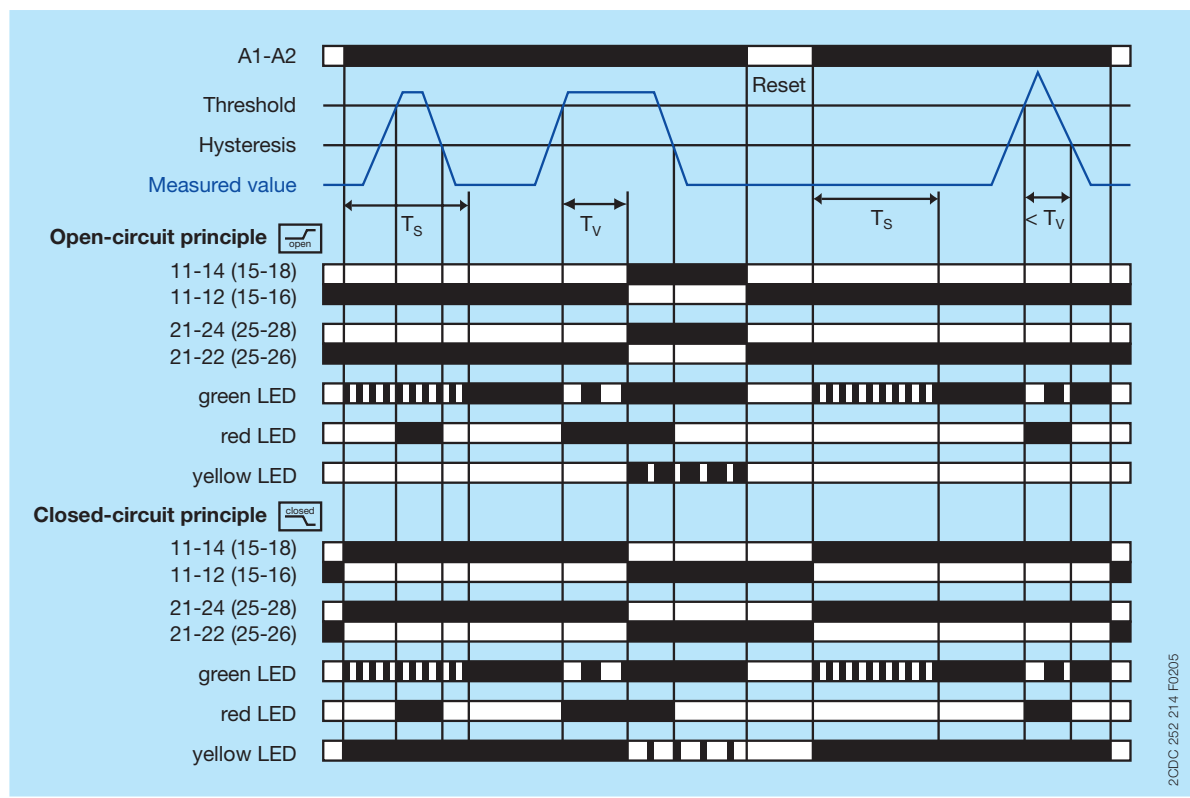 A1-A2
Reset
Threshold
Hysteresis
Measured value
TS
TV
TS
< TV
Open-circuit principle open
11-14 (15-18)
11-12 (15-16)
21-24 (25-28)
21-22 (25-26)
green LED
red LED
yellow LED
Closed-circuit principle closed
11-14 (15-18)
11-12 (15-16)
21-24 (25-28)
21-22 (25-26)
green LED
red LED
yellow LED
2CDC 252 214 F0205